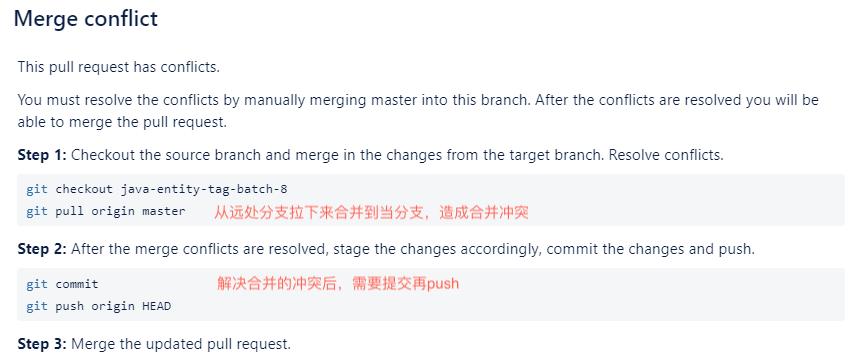 Merge conflict
This pull request has conflicts.
You must resolve the conflicts by manually merging master into this branch. After the conflicts are resolved you will be
able to merge the pull request.
Step 1: Checkout the source branch and merge in the changes from the target branch. Resolve conflicts.
git checkout java-entity-tag-batch-8
git pull origin master 从远处分支拉下来合并到当分支，造成合并冲突
Step 2: After the merge conflicts are resolved, stage the changes accordingly, commit the changes and push.
git commit 解决合并的冲突后，需要提交再push
git push origin HEAD
Step 3: Merge the updated pull request.